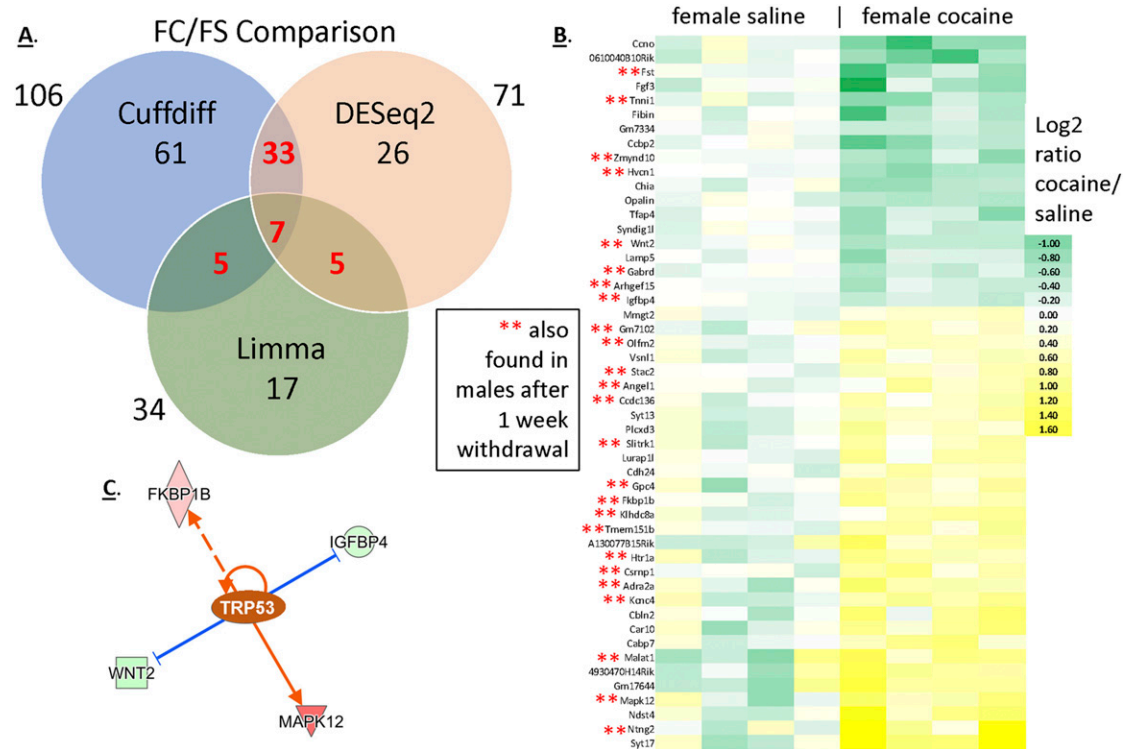 A.
FC/FS Comparison
106
Cuffdiff
61
33
DESeq2
26
71
7
5
5
Limma
17
34
** also
found in
males after
1 week
withdrawal
B.
female saline | female cocaine
Ccno
0610040B10Rik
**Fst
Fgf3
**Tnni1
Fibin
Gm7334
Ccbp2
**Zmynd10
**Hvcn1
Chia
Opalin
Tfap4
Syndig1l
** Wnt2
Lamp5
**Gabrd
**Arhgef15
** Igfbp4
Mmgt2
**Gm7102
**Olfm2
Vsnl1
** Stac2
**Angel1
**Ccdc136
Syt13
Plcxd3
**Slitrk1
Lurap1l
Cdh24
**Gpc4
**Fkbp1b
**Klhdc8a
**Tmem151b
A130077B15Rik
**Htr1a
**Csrnp1
**Adra2a
**Kcnc4
Cbln2
Car10
Cabp7
**Malat1
4930470H14Rik
Gm17644
**Mapk12
Ndst4
**Ntng2
Syt17
Log2
ratio
cocaine/
saline
-1.00
-0.80
-0.60
-0.40
-0.20
0.00
0.20
0.40
0.60
0.80
1.00
1.20
1.40
1.60
C.
FKBP1B
IGFBP4
TRP53
WNT2
MAPK12